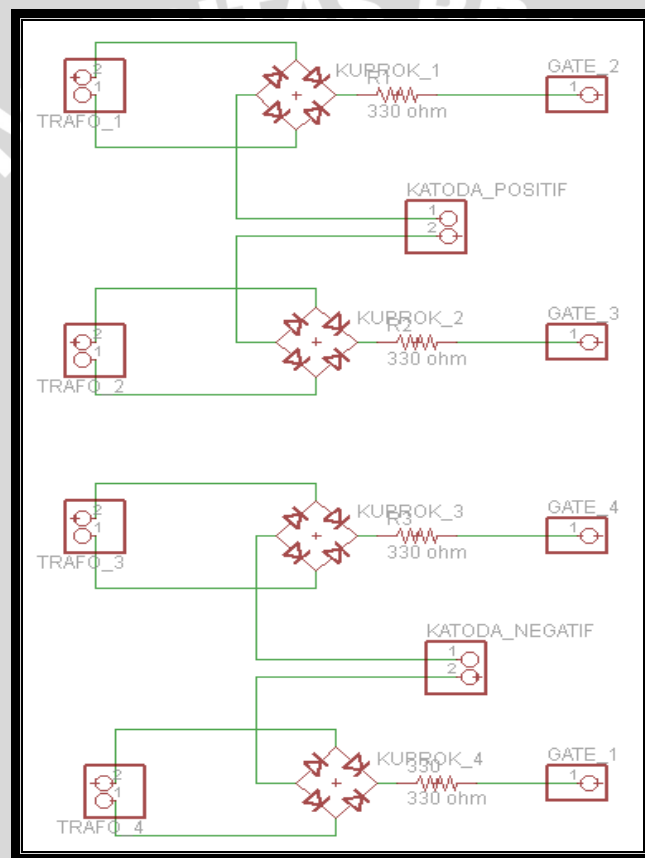 KUPROK_1
GATE_2
R1
2
1
1
330 ohm
TRAFO_1
KATODA_POSITIF
1
2
KUPROK_2
GATE_3
R2
2
1
1
330 ohm
TRAFO_2
KUPROK_3
GATE_4
R3
2
1
1
330 ohm
TRAFO_3
KATODA_NEGATIF
1
2
KUPROK_4
GATE_1
330
2
1
1
330 ohm
TRAFO_4